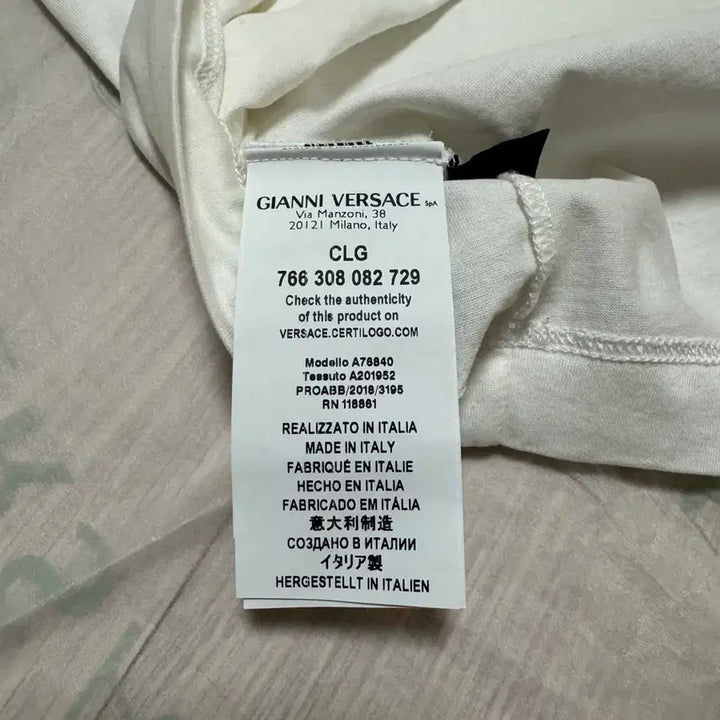 GIANNI VERSACE SpA
Via Manzoni, 38
20121 Milano, Italy
CLG
766 308 082 729
Check the authenticity
of this product on
VERSACE.CERTILOGO.COM
Modello A76840
Tessuto A201952
PROABB/2018/3195
RN 118861
REALIZZATO IN ITALIA
MADE IN ITALY
FABRIQUÉ EN ITALIE
HECHO EN ITALIA
FABRICADO EM ITÁLIA
意大利制造
СОЗДАНО В ИТАЛИИ
イタリア製
HERGESTELLT IN ITALIEN